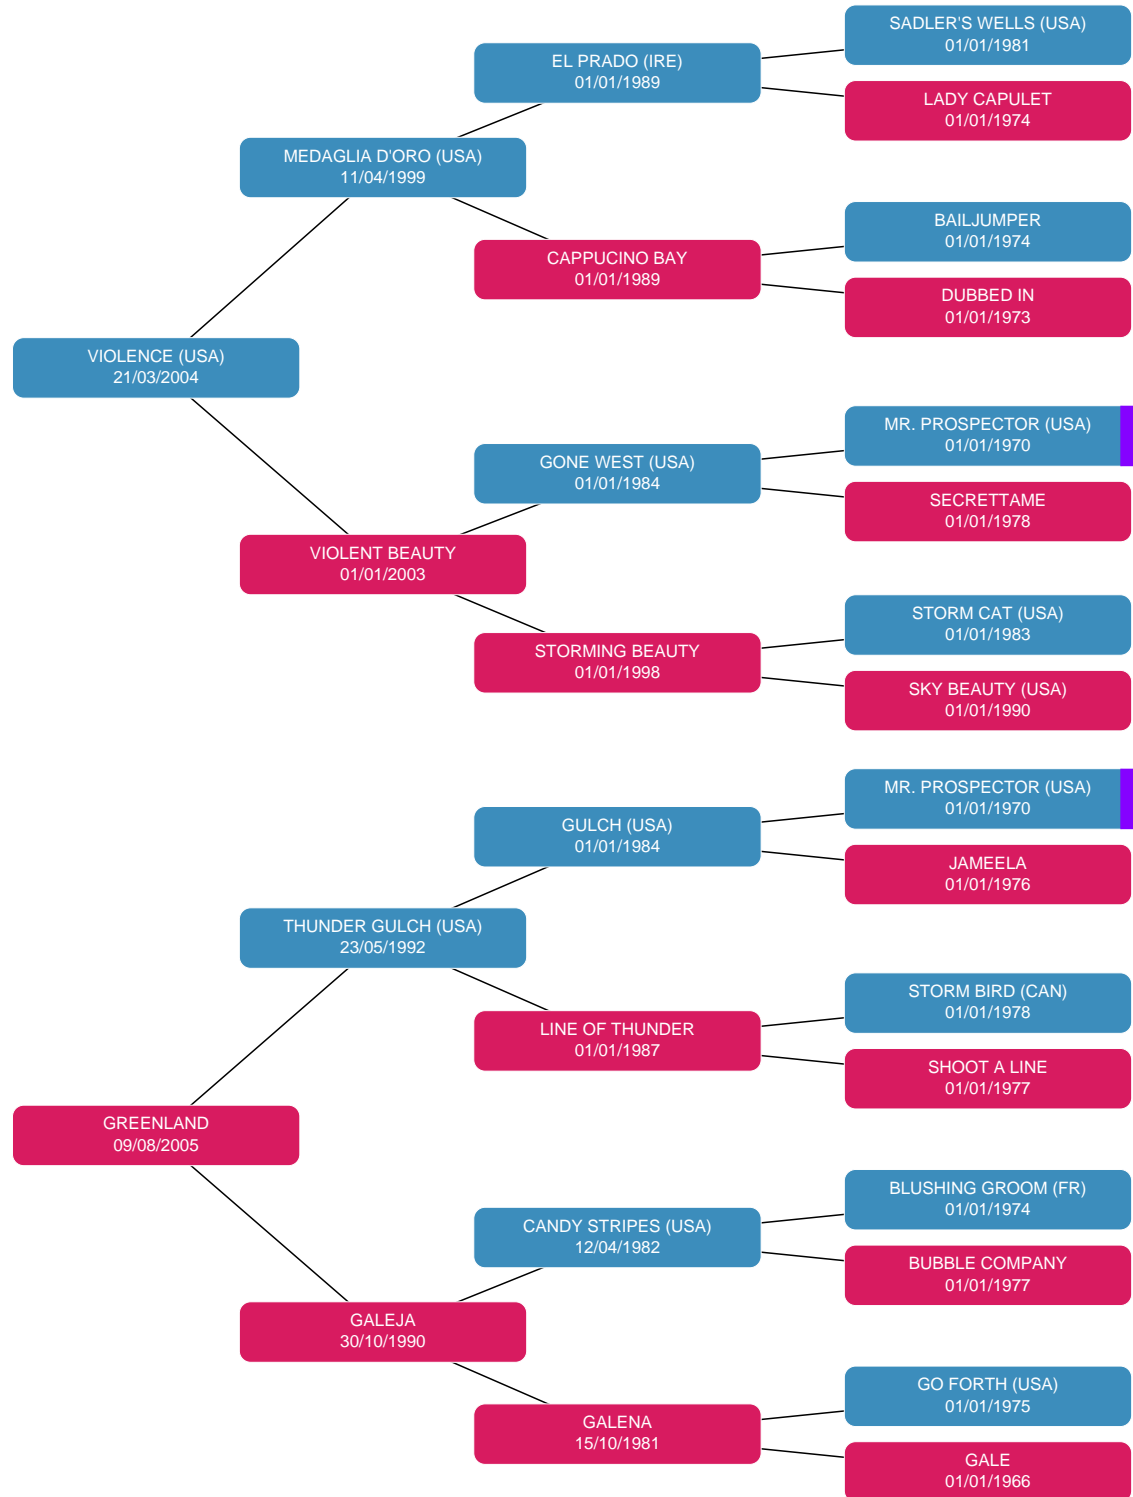 SADLER'S WELLS (USA)
01/01/1981
EL PRADO (IRE)
01/01/1989
LADY CAPULET
01/01/1974
MEDAGLIA D'ORO (USA)
11/04/1999
BAILJUMPER
01/01/1974
CAPPUCINO BAY
01/01/1989
DUBBED IN
01/01/1973
VIOLENCE (USA)
21/03/2004
MR. PROSPECTOR (USA)
01/01/1970
GONE WEST (USA)
01/01/1984
SECRETTAME
01/01/1978
VIOLENT BEAUTY
01/01/2003
STORM CAT (USA)
01/01/1983
STORMING BEAUTY
01/01/1998
SKY BEAUTY (USA)
01/01/1990
MR. PROSPECTOR (USA)
01/01/1970
GULCH (USA)
01/01/1984
JAMEELA
01/01/1976
THUNDER GULCH (USA)
23/05/1992
STORM BIRD (CAN)
01/01/1978
LINE OF THUNDER
01/01/1987
SHOOT A LINE
01/01/1977
GREENLAND
09/08/2005
BLUSHING GROOM (FR)
01/01/1974
CANDY STRIPES (USA)
12/04/1982
BUBBLE COMPANY
01/01/1977
GALEJA
30/10/1990
GO FORTH (USA)
01/01/1975
GALENA
15/10/1981
GALE
01/01/1966